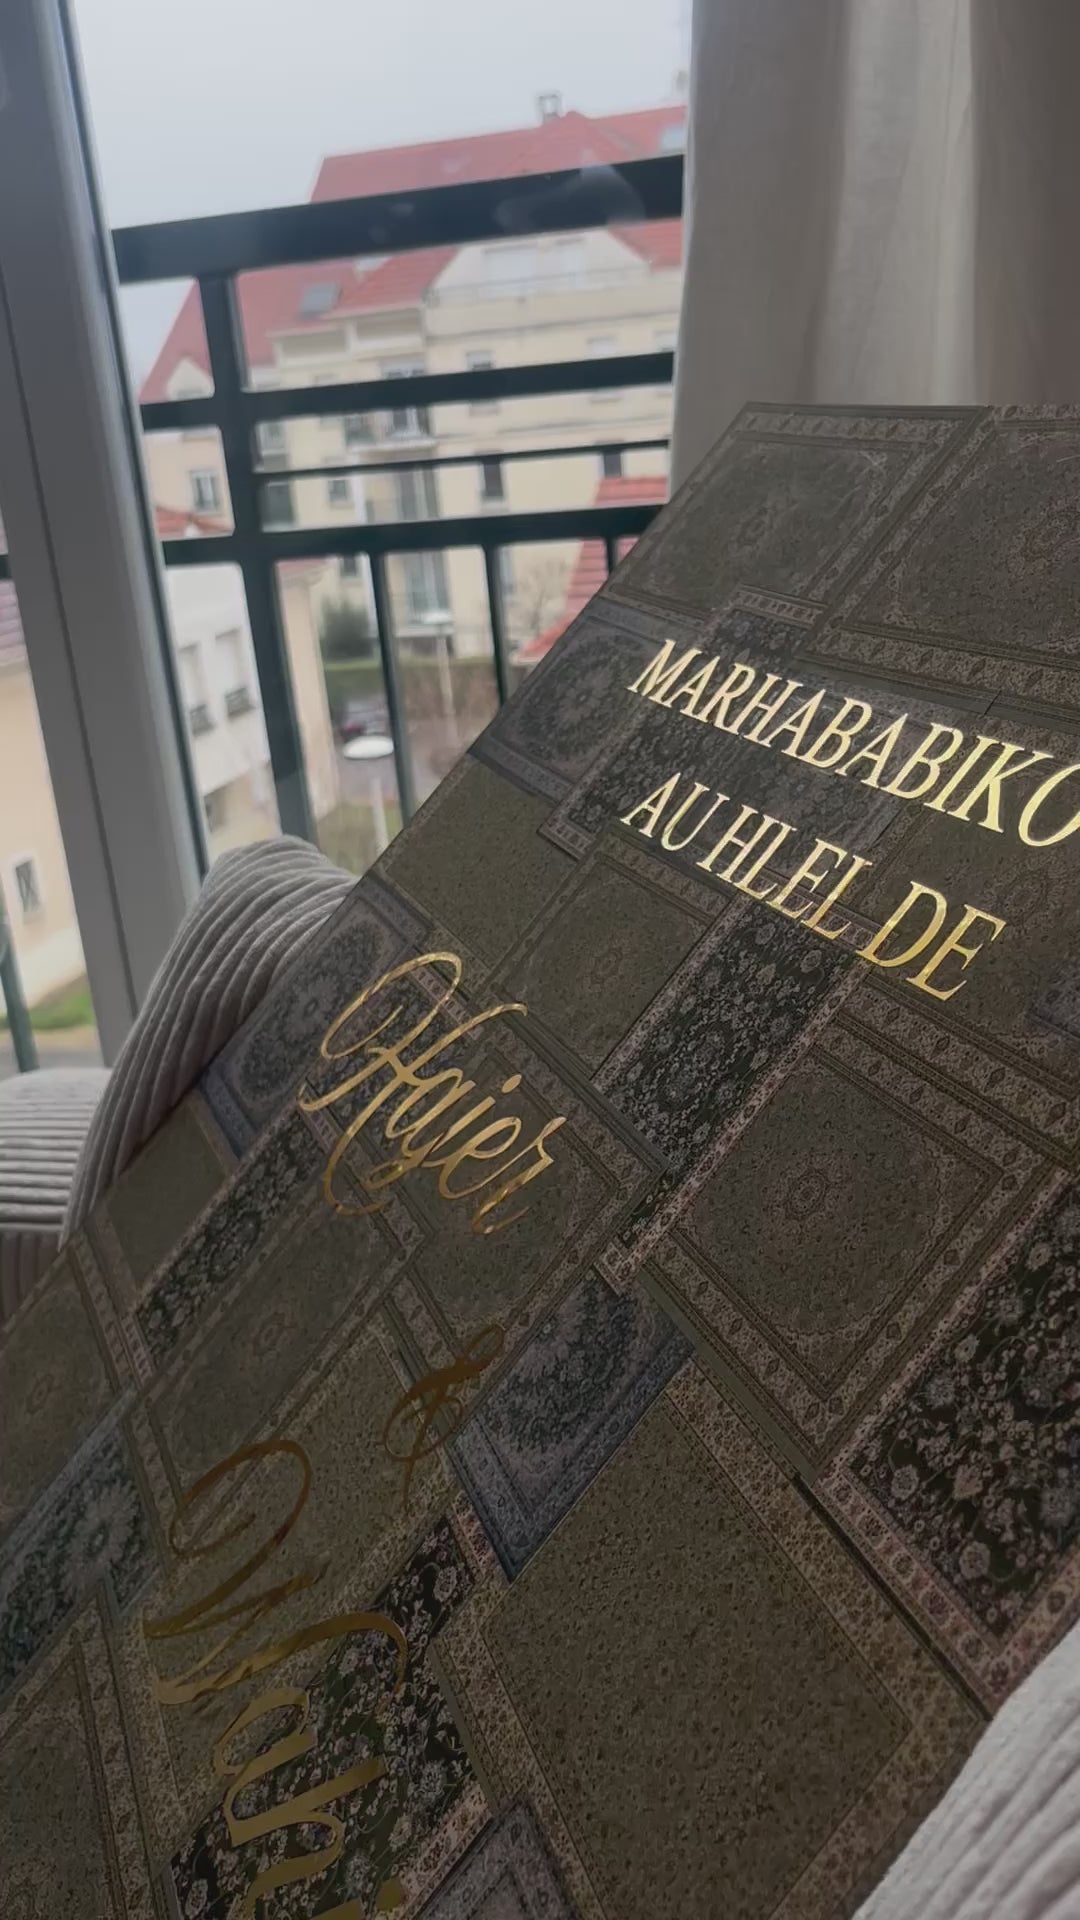 MARHABABIKO
AU HLEL DE
Hajer
&